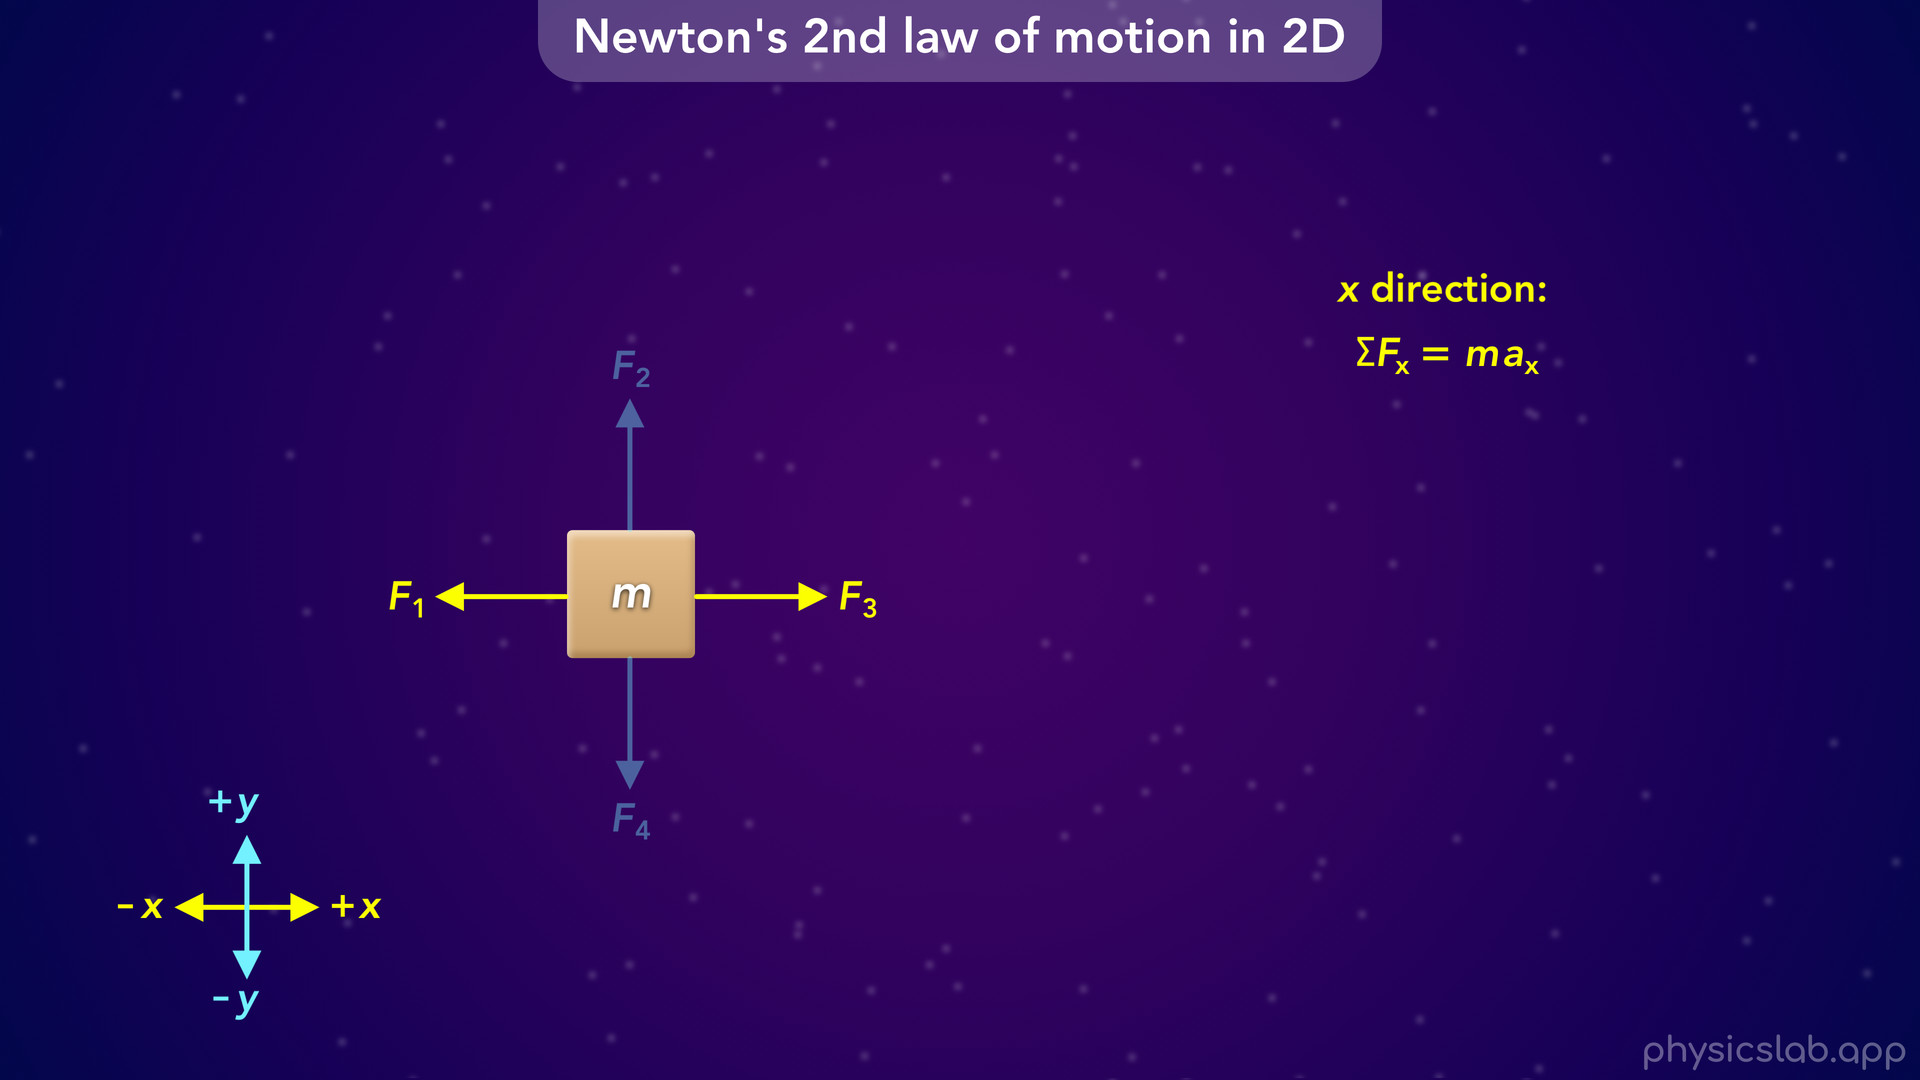 Newton's 2nd law of motion in 2D
x direction:
ΣFₓ = maₓ
F₂
F₁
m
F₃
F₄
+y
-x
+x
-y
physicslab.app